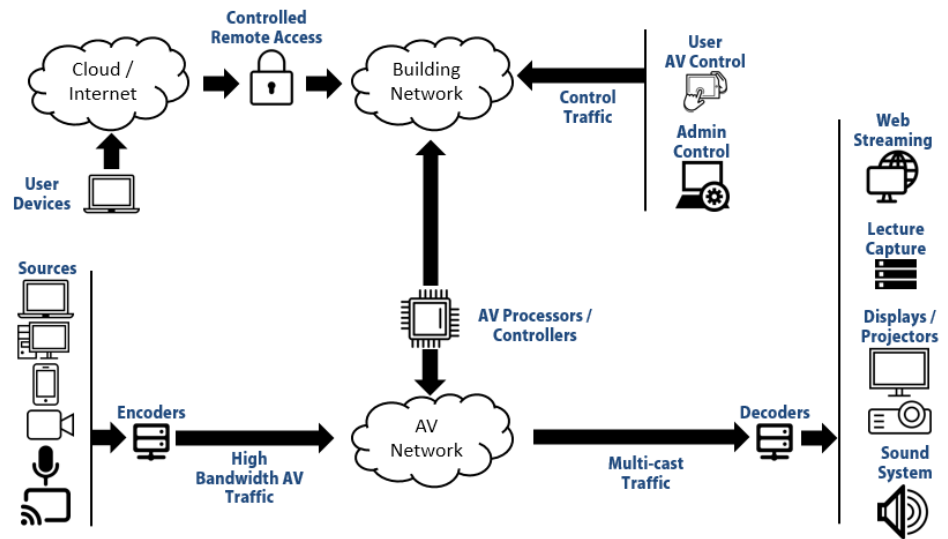 Controlled
Remote Access
Cloud /
Internet
Building
Network
User
AV Control
Control
Traffic
Admin
Control
User
Devices
Web
Streaming
Lecture
Capture
Sources
AV Processors /
Controllers
Displays /
Projectors
Encoders
AV
Network
Decoders
High
Bandwidth AV
Traffic
Multi-cast
Traffic
Sound
System